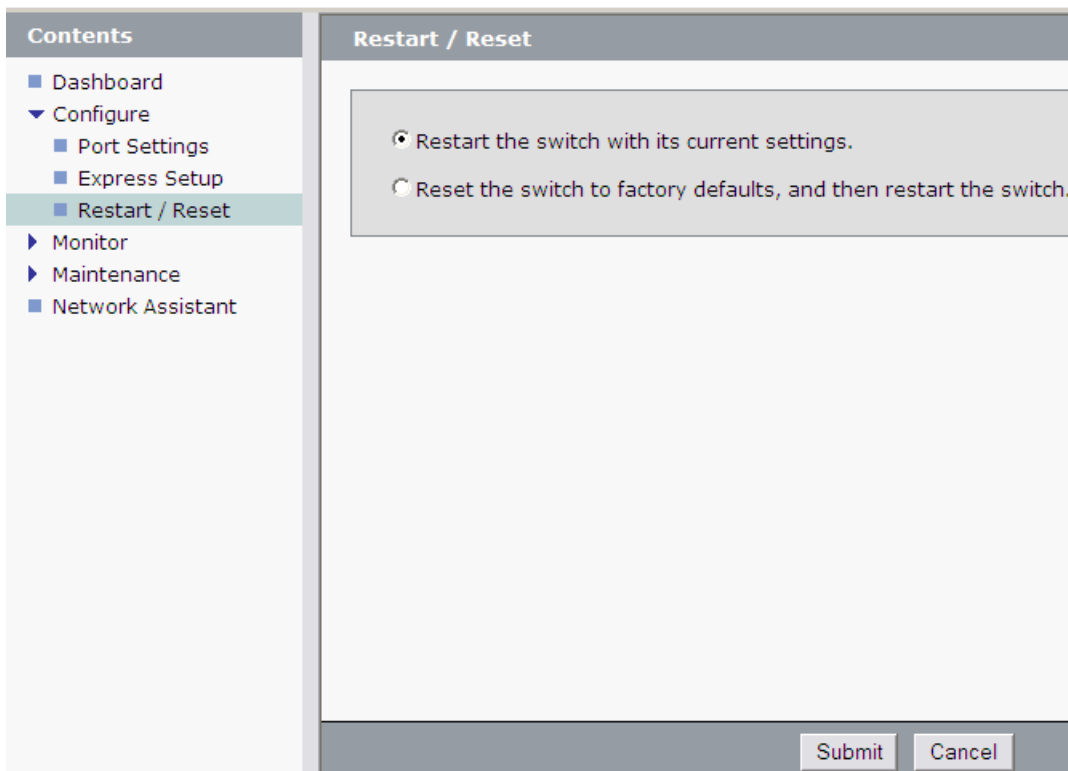 Contents
Dashboard
Configure
Port Settings
Express Setup
Restart / Reset
Monitor
Maintenance
Network Assistant
Restart / Reset
Restart the switch with its current settings.
Reset the switch to factory defaults, and then restart the switch.
Submit
Cancel